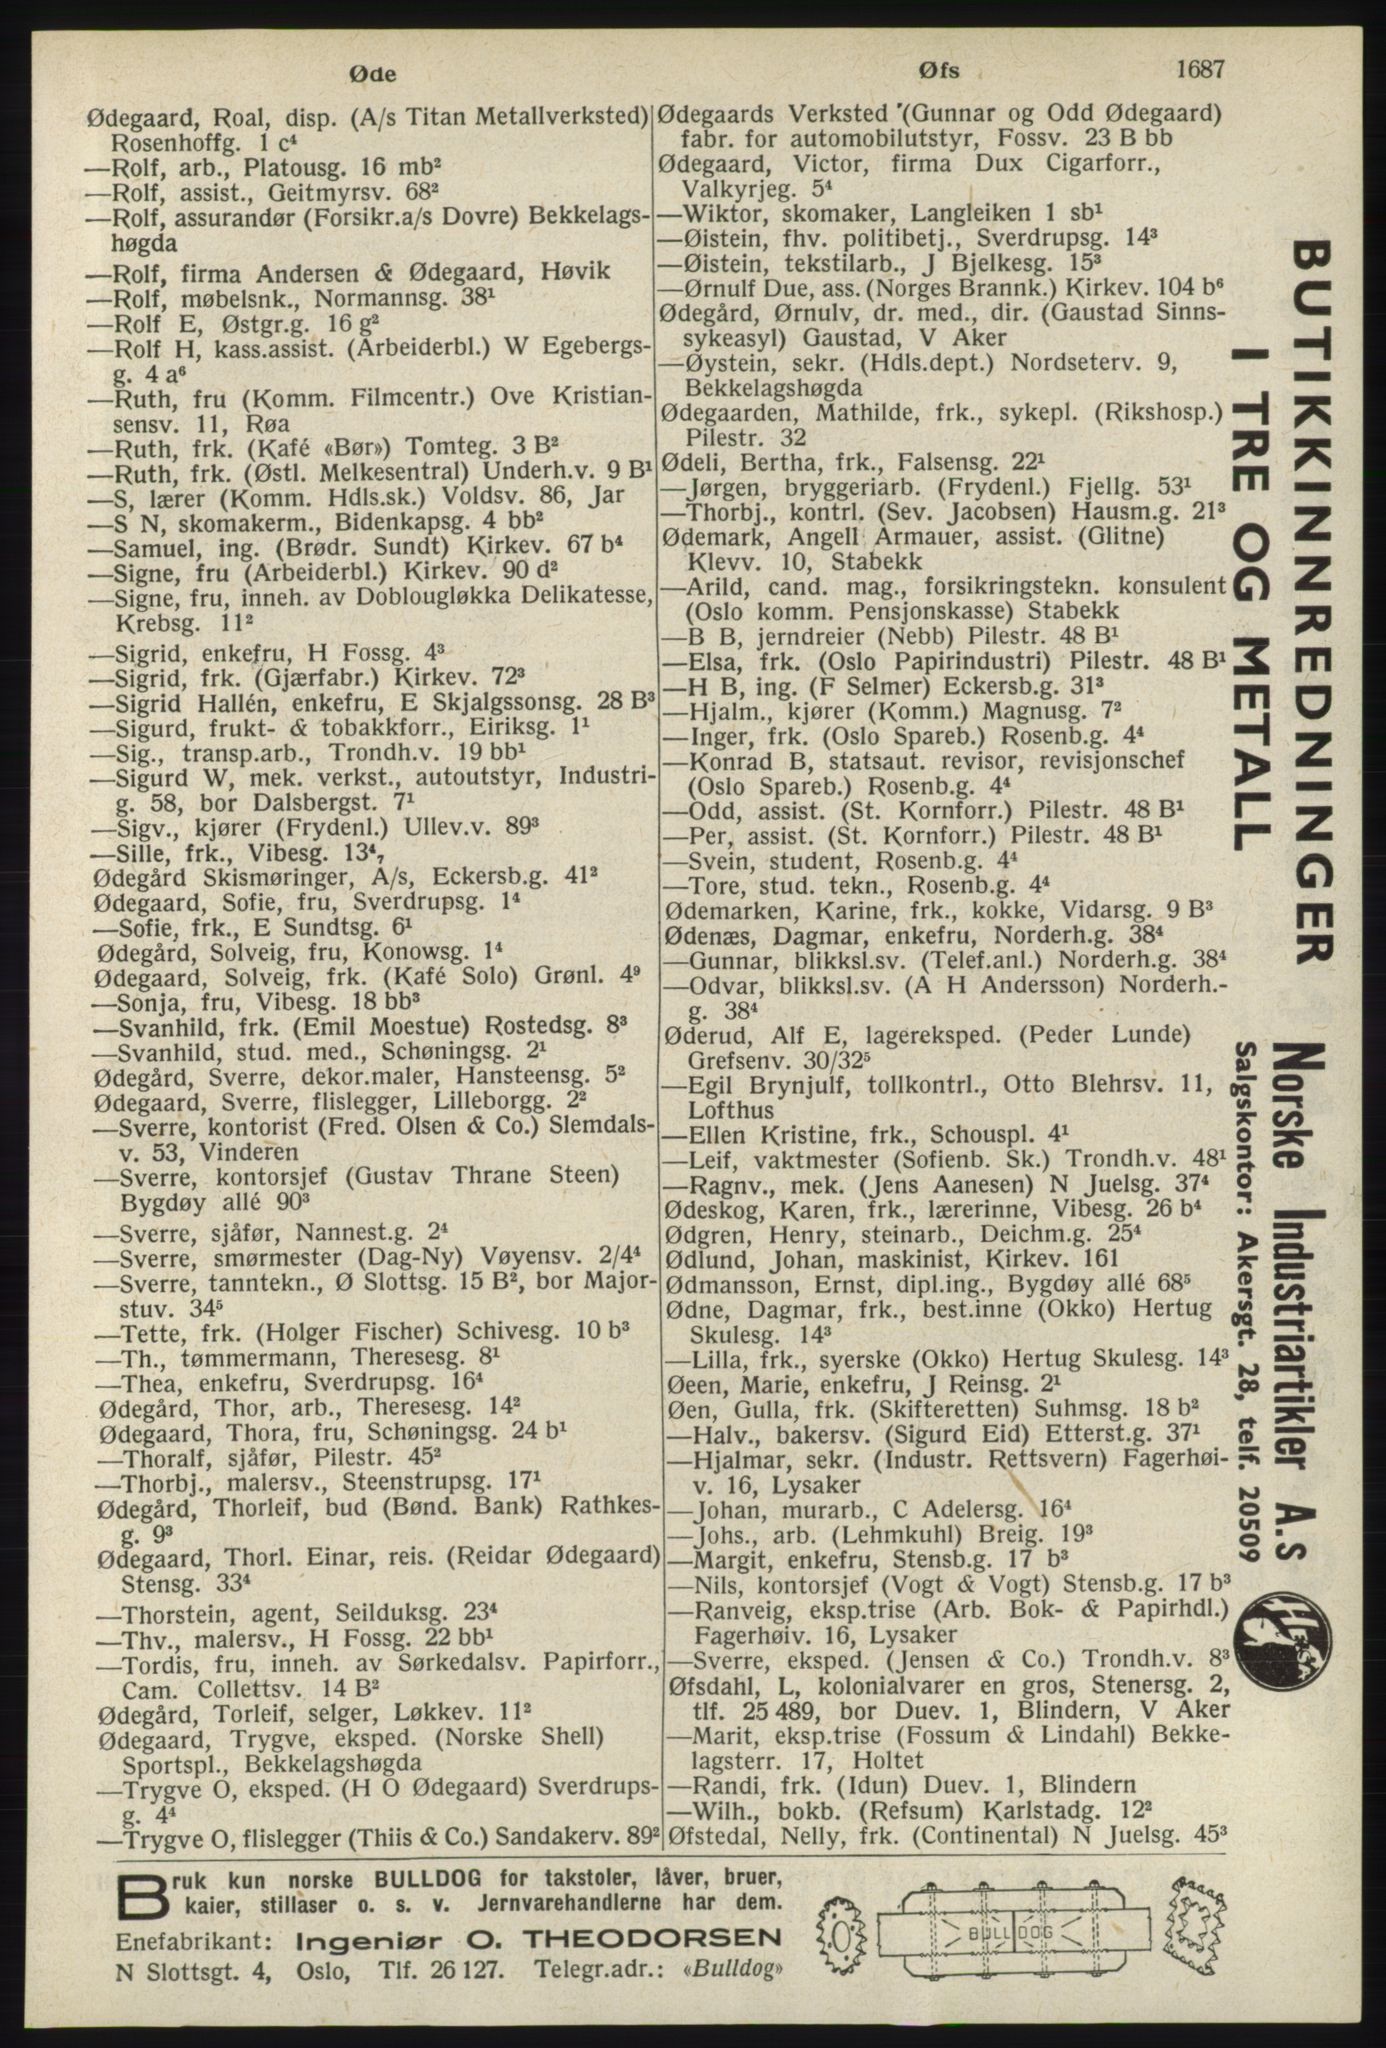 Øde
Øfs
1687
Ødegaard, Roal, disp. (A/s Titan Metallverksted)
Rosenhoffg. 1 c⁴
—Rolf, arb., Platousg. 16 mb²
—Rolf, assist., Geitmyrsv. 68²
—Rolf, assurandør (Forsikr.a/s Dovre) Bekkelags-
høgda
—Rolf, firma Andersen & Ødegaard, Høvik
—Rolf, møbelsnk., Normannsg. 38¹
—Rolf E, Østgr.g. 16 g²
—Rolf H, kass.assist. (Arbeiderbl.) W Egebergs-
g. 4 a⁶
—Ruth, fru (Komm. Filmcentr.) Ove Kristian-
sensv. 11, Røa
—Ruth, frk. (Kafé «Bør») Tomteg. 3 B²
—Ruth, frk. (Østl. Melkesentral) Underh.v. 9 B¹
—S, lærer (Komm. Hdls.sk.) Voldsv. 86, Jar
—S N, skomakerm., Bidenkapsg. 4 bb²
—Samuel, ing. (Brødr. Sundt) Kirkev. 67 b⁴
—Signe, fru (Arbeiderbl.) Kirkev. 90 d²
—Signe, fru, inneh. av Doblougløkka Delikatesse,
Krebsg. 11²
—Sigrid, enkefru, H Fossg. 4³
—Sigrid, frk. (Gjærfabr.) Kirkev. 72³
—Sigrid Hallén, enkefru, E Skjalgssonsg. 28 B³
—Sigurd, frukt- & tobakkforr., Eiriksg. 1¹
—Sig., transp.arb., Trondh.v. 19 bb¹
—Sigurd W, mek. verkst., autoutstyr, Industri-
g. 58, bor Dalsbergst. 7¹
—Sigv., kjører (Frydenl.) Ullev.v. 89³
—Sille, frk., Vibesg. 13⁴
Ødegård Skismøringer, A/s, Eckersb.g. 41²
Ødegaard, Sofie, fru, Sverdrupsg. 1⁴
—Sofie, frk., E Sundtsg. 6¹
Ødegård, Solveig, fru, Konowsg. 1⁴
Ødegaard, Solveig, frk. (Kafé Solo) Grønl. 4⁹
—Sonja, fru, Vibesg. 18 bb³
—Svanhild, frk. (Emil Moestue) Rostedsg. 8³
—Svanhild, stud. med., Schøningsg. 2¹
Ødegård, Sverre, dekor.maler, Hansteensg. 5²
Ødegaard, Sverre, flislegger, Lilleborgg. 2²
—Sverre, kontorist (Fred. Olsen & Co.) Slemdals-
v. 53, Vinderen
—Sverre, kontorsjef (Gustav Thrane Steen)
Bygdøy allé 90³
—Sverre, sjåfør, Nannest.g. 2⁴
—Sverre, smørmester (Dag-Ny) Vøyensv. 2/4⁴
—Sverre, tanntekn., Ø Slottsg. 15 B², bor Major-
stuv. 34⁵
—Tette, frk. (Holger Fischer) Schivesg. 10 b³
—Th., tømmermann, Theresesg. 8¹
—Thea, enkefru, Sverdrupsg. 16⁴
Ødegård, Thor, arb., Theresesg. 14²
Ødegaard, Thora, fru, Schøningsg. 24 b¹
—Thoralf, sjåfør, Pilestr. 45²
—Thorbj., malersv., Steenstrupsg. 17¹
Ødegård, Thorleif, bud (Bønd. Bank) Rathkes-
g. 9³
Ødegaard, Thorl. Einar, reis. (Reidar Ødegaard)
Stensg. 33⁴
—Thorstein, agent, Seilduksg. 23⁴
—Thv., malersv., H Fossg. 22 bb¹
—Tordis, fru, inneh. av Sørkedalsv. Papirforr.,
Cam. Collettsv. 14 B²
Ødegård, Torleif, selger, Løkkev. 11²
Ødegaard, Trygve, eksped. (Norske Shell)
Sportspl., Bekkelagshøgda
—Trygve O, eksped. (H O Ødegaard) Sverdrups-
g. 4⁴
—Trygve O, flislegger (Thiis & Co.) Sandakerv. 89²
Ødegaards Verksted (Gunnar og Odd Ødegaard)
fabr. for automobilutstyr, Fossv. 23 B bb
Ødegaard, Victor, firma Dux Cigarforr.,
Valkyrjeg. 5⁴
—Wiktor, skomaker, Langleiken 1 sb¹
—Øistein, fhv. politibetj., Sverdrupsg. 14³
—Øistein, tekstilarb., J Bjelkesg. 15³
—Ørnulf Due, ass. (Norges Brannk.) Kirkev. 104 b⁶
Ødegård, Ørnulv, dr. med., dir. (Gaustad Sinns-
sykeasyl) Gaustad, V Aker
—Øystein, sekr. (Hdls.dept.) Nordseterv. 9,
Bekkelagshøgda
Ødegaarden, Mathilde, frk., sykepl. (Rikshosp.)
Pilestr. 32
Ødeli, Bertha, frk., Falsensg. 22¹
—Jørgen, bryggeriarb. (Frydenl.) Fjellg. 53¹
—Thorbj., kontrl. (Sev. Jacobsen) Hausm.g. 21³
Ødemark, Angell Armauer, assist. (Glitne)
Klevv. 10, Stabekk
—Arild, cand. mag., forsikringstekn. konsulent
(Oslo komm. Pensjonskasse) Stabekk
—B B, jerndreier (Nebb) Pilestr. 48 B¹
—Elsa, frk. (Oslo Papirindustri) Pilestr. 48 B¹
—H B, ing. (F Selmer) Eckersb.g. 31³
—Hjalm., kjører (Komm.) Magnusg. 7²
—Inger, frk. (Oslo Spareb.) Rosenb.g. 4⁴
—Konrad B, statsaut. revisor, revisjonschef
(Oslo Spareb.) Rosenb.g. 4⁴
—Odd, assist. (St. Kornforr.) Pilestr. 48 B¹
—Per, assist. (St. Kornforr.) Pilestr. 48 B¹
—Svein, student, Rosenb.g. 4⁴
—Tore, stud. tekn., Rosenb.g. 4⁴
Ødemarken, Karine, frk., kokke, Vidarsg. 9 B³
Ødenæs, Dagmar, enkefru, Norderh.g. 38⁴
—Gunnar, blikksl.sv. (Telef.anl.) Norderh.g. 38⁴
—Odvar, blikksl.sv. (A H Andersson) Norderh.-
g. 38⁴
Øderud, Alf E, lagereksped. (Peder Lunde)
Grefsenv. 30/32⁵
—Egil Brynjulf, tollkontrl., Otto Blehrsv. 11,
Lofthus
—Ellen Kristine, frk., Schouspl. 4¹
—Leif, vaktmester (Sofienb. Sk.) Trondh.v. 48¹
—Ragnv., mek. (Jens Aanesen) N Juelsg. 37⁴
Ødeskog, Karen, frk., lærerinne, Vibesg. 26 b⁴
Ødgren, Henry, steinarb., Deichm.g. 25⁴
Ødlund, Johan, maskinist, Kirkev. 161
Ødmansson, Ernst, dipl.ing., Bygdøy allé 68⁵
Ødne, Dagmar, frk., best.inne (Okko) Hertug
Skulesg. 14³
—Lilla, frk., syerske (Okko) Hertug Skulesg. 14³
Øeen, Marie, enkefru, J Reinsg. 2¹
Øen, Gulla, frk. (Skifteretten) Suhmsg. 18 b²
—Halv., bakersv. (Sigurd Eid) Etterst.g. 37¹
—Hjalmar, sekr. (Industr. Rettsvern) Fagerhøi-
v. 16, Lysaker
—Johan, murarb., C Adelersg. 16⁴
—Johs., arb. (Lehmkuhl) Breig. 19³
—Margit, enkefru, Stensb.g. 17 b³
—Nils, kontorsjef (Vogt & Vogt) Stensb.g. 17 b³
—Ranveig, eksp.trise (Arb. Bok- & Papirhdl.)
Fagerhøiv. 16, Lysaker
—Sverre, eksped. (Jensen & Co.) Trondh.v. 8³
Øfsdahl, L, kolonialvarer en gros, Stenersg. 2,
tlf. 25 489, bor Duev. 1, Blindern, V Aker
—Marit, eksp.trise (Fossum & Lindahl) Bekke-
lagsterr. 17, Holtet
—Randi, frk. (Idun) Duev. 1, Blindern
—Wilh., bokb. (Refsum) Karlstadg. 12²
Øfstedal, Nelly, frk. (Continental) N Juelsg. 45³
BUTIKKINNREDNINGER
I TRE OG METALL
Norske Industriartikler A.s
Salgskontor: Akersgt. 28, telf. 20509
Bruk kun norske BULLDOG for takstoler, låver, bruer,
kaier, stillaser o. s. v. Jernvarehandlerne har dem.
Enefabrikant: Ingeniør O. THEODORSEN
N Slottsgt. 4, Oslo, Tlf. 26 127. Telegr.adr.: «Bulldog»
BULLDOG